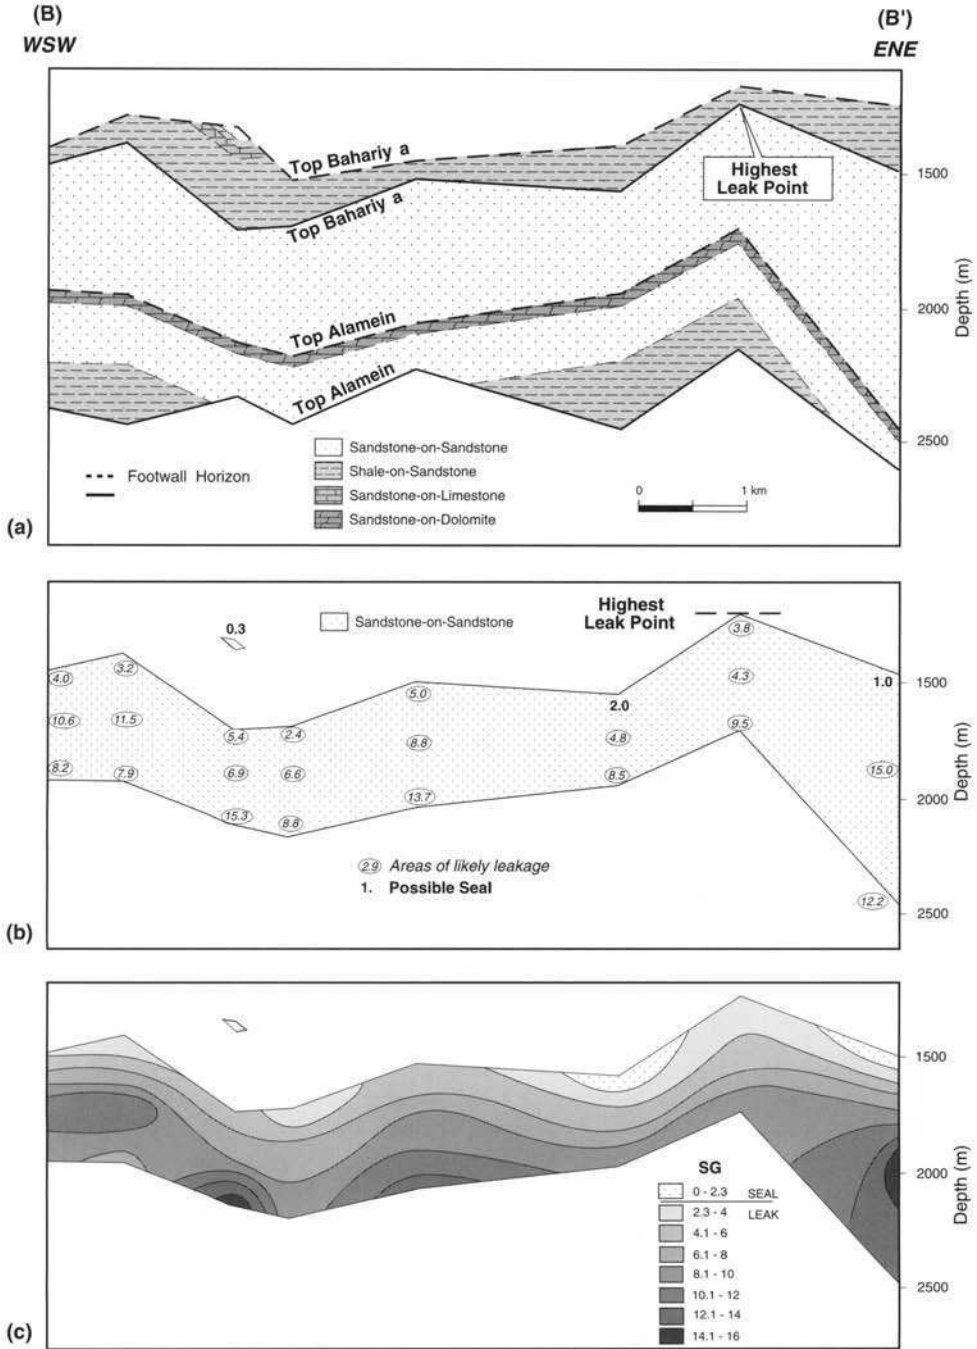 (B)
WSW
(B')
ENE
Top Bahariy a
Top Bahariy a
Highest
Leak Point
1500
Top Alamein
2000
Top Alamein
2500
Depth (m)
Footwall Horizon
Sandstone-on-Sandstone
Shale-on-Sandstone
Sandstone-on-Limestone
Sandstone-on-Dolomite
0 1 km
(a)
Sandstone-on-Sandstone
Highest
Leak Point
0.3
3.8
4.0 3.2 5.0 4.3 1.0 1500
2.0
10.6 11.5 5.4 2.4 8.8 4.8 9.5
8.2 7.9 6.9 6.6 13.7 8.5 15.0
2000
15.3 8.8
2.9 Areas of likely leakage
1. Possible Seal
12.2
2500
Depth (m)
(b)
1500
2000
2500
Depth (m)
SG
0 - 2.3 SEAL
2.3 - 4 LEAK
4.1 - 6
6.1 - 8
8.1 - 10
10.1 - 12
12.1 - 14
14.1 - 16
(c)